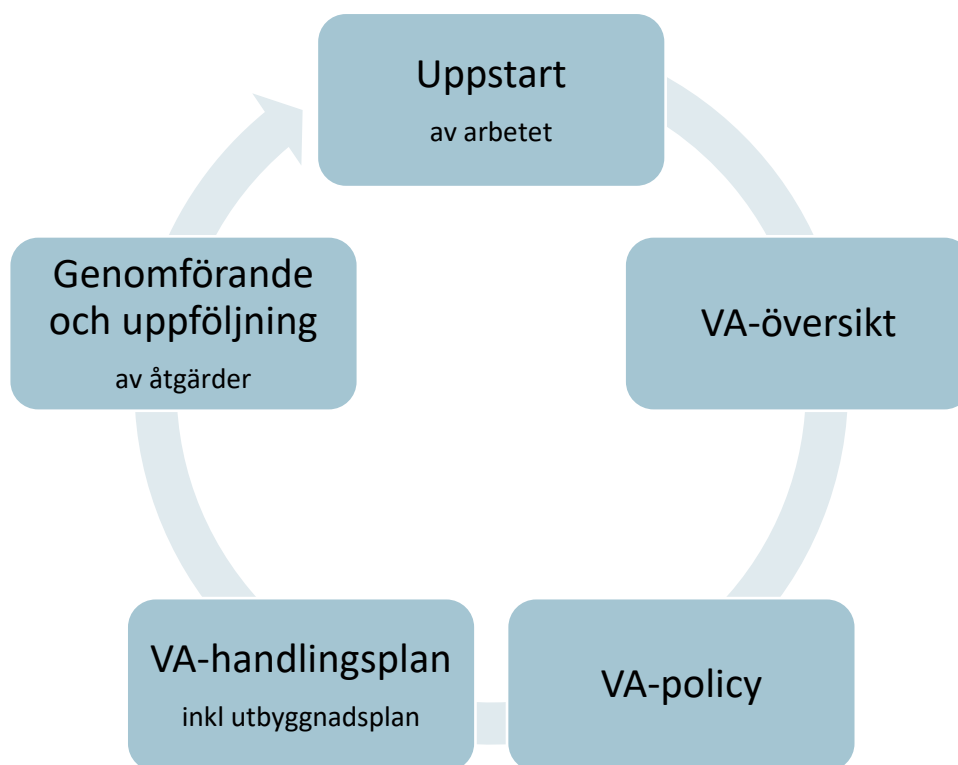 Uppstart
av arbetet
VA-översikt
VA-policy
VA-handlingsplan
inkl utbyggnadsplan
Genomförande
och uppföljning
av åtgärder